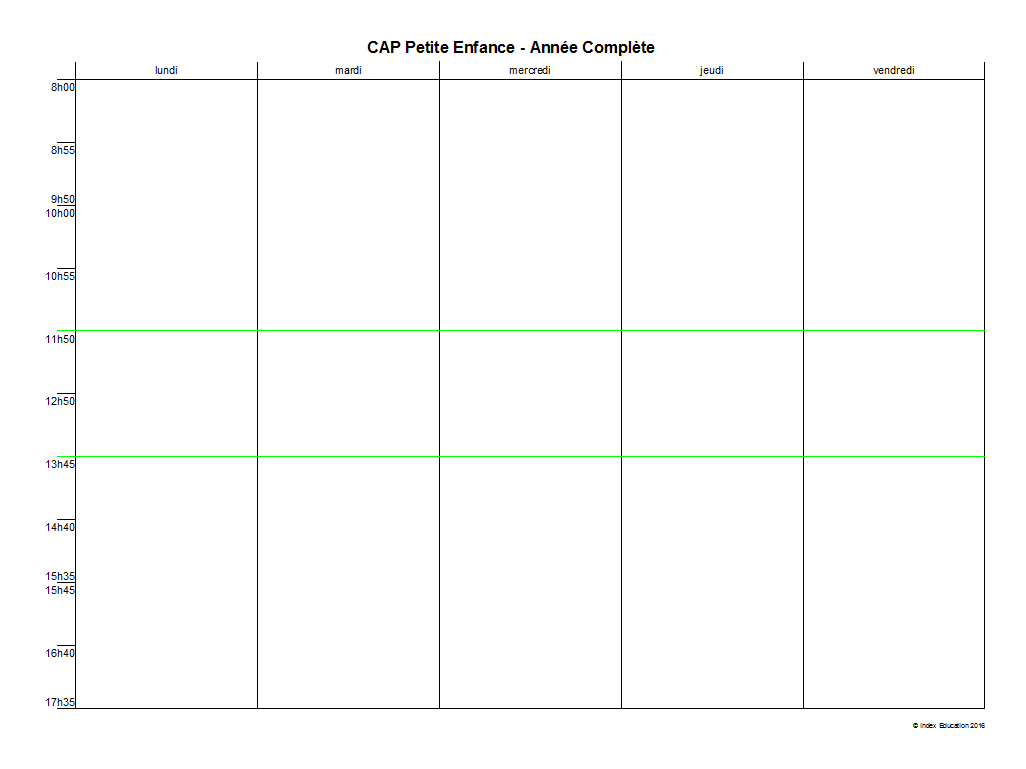 CAP Petite Enfance - Année Complète
lundi mardi mercredi jeudi vendredi
8h00
8h55
9h50
10h00
10h55
11h50
12h50
13h45
14h40
15h35
15h45
16h40
17h35
© Index Education 2016